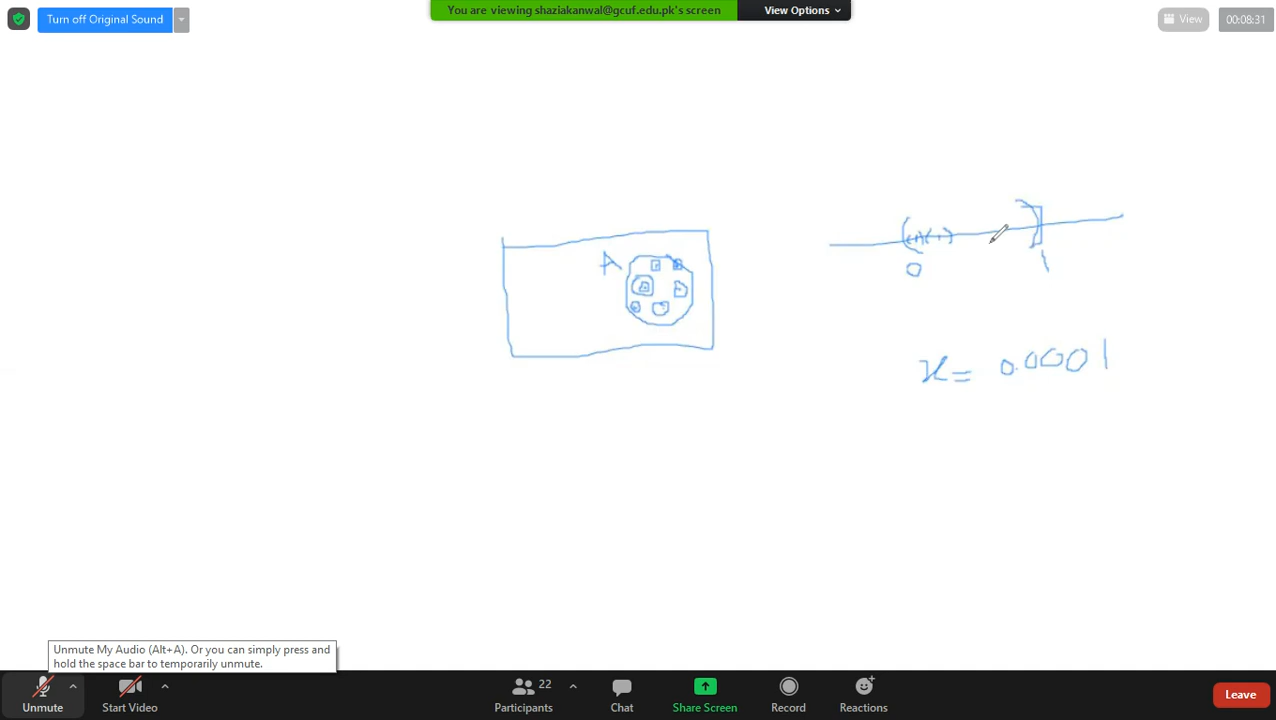 Turn off Original Sound
You are viewing shaziakanwal@gcuf.edu.pk's screen
View Options
View
00:08:31
A
0
1
x = 0.0001
Unmute My Audio (Alt+A). Or you can simply press and
hold the space bar to temporarily unmute.
Unmute
Start Video
22
Participants
Chat
Share Screen
Record
Reactions
Leave